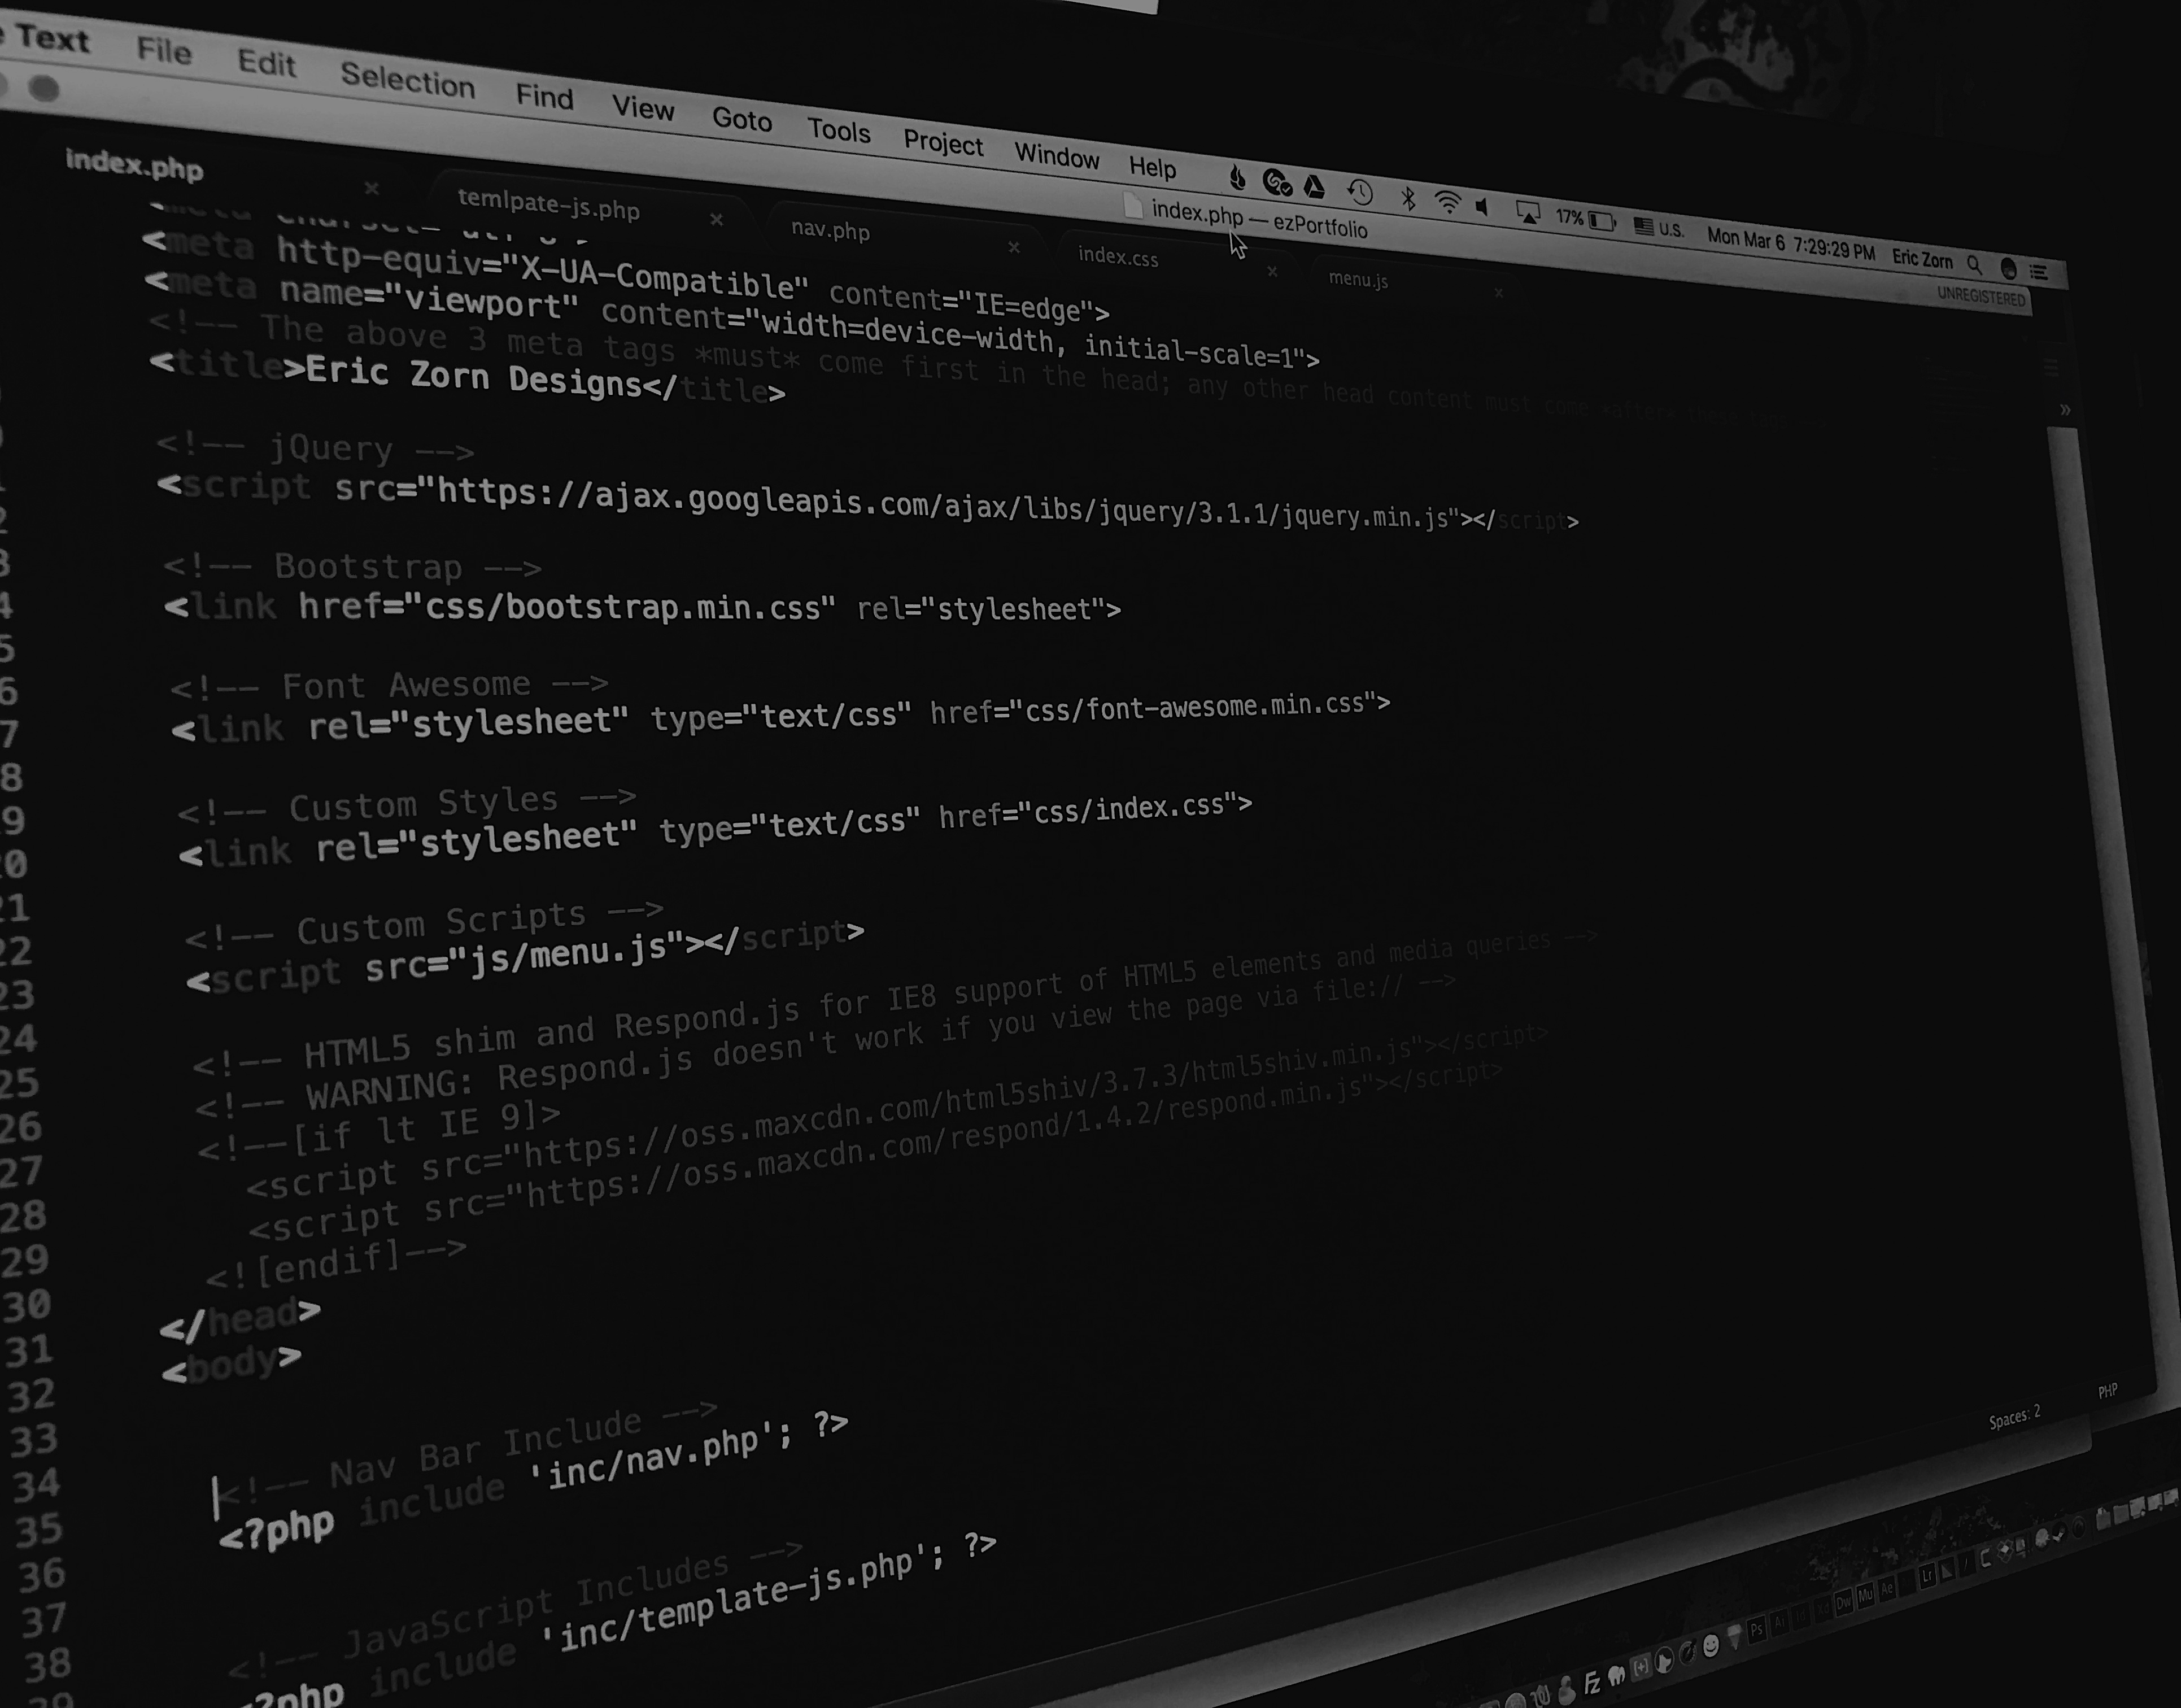 Text File Edit Selection Find View Goto Tools Project Window Help 17% U.S. Mon Mar 6 7:29:29 PM Eric Zorn
index.php — ezPortfolio
UNREGISTERED
index.php temlpate-js.php nav.php index.css menu.js
<meta http-equiv="X-UA-Compatible" content="IE=edge">
<meta name="viewport" content="width=device-width, initial-scale=1">
<!-- The above 3 meta tags *must* come first in the head; any other head content must come *after* these tags
<title>Eric Zorn Designs</title>
<!-- jQuery -->
<script src="https://ajax.googleapis.com/ajax/libs/jquery/3.1.1/jquery.min.js"></script>
<!-- Bootstrap -->
<link href="css/bootstrap.min.css" rel="stylesheet">
<!-- Font Awesome -->
<link rel="stylesheet" type="text/css" href="css/font-awesome.min.css">
<!-- Custom Styles -->
<link rel="stylesheet" type="text/css" href="css/index.css">
21
22 <!-- Custom Scripts -->
23 <script src="js/menu.js"></script>
24
25 <!-- HTML5 shim and Respond.js for IE8 support of HTML5 elements and media queries -->
26 <!-- WARNING: Respond.js doesn't work if you view the page via file:// -->
27 <!--[if lt IE 9]>
28 <script src="https://oss.maxcdn.com/html5shiv/3.7.3/html5shiv.min.js"></script>
29 <script src="https://oss.maxcdn.com/respond/1.4.2/respond.min.js"></script>
30 <![endif]-->
31 </head>
32 <body>
33
34 <!-- Nav Bar Include -->
35 <?php include 'inc/nav.php'; ?>
36
37 <!-- JavaScript Includes -->
38 <?php include 'inc/template-js.php'; ?>
39
Spaces: 2 PHP
Fz Ps Ai Dw Mu Ae Lr